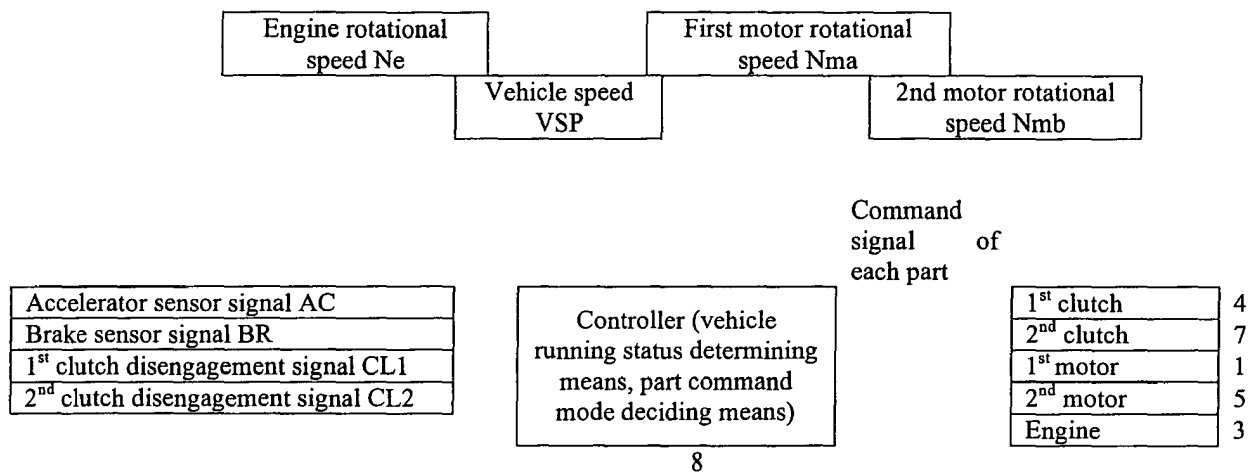 Engine rotational
speed Ne
First motor rotational
speed Nma
Vehicle speed
VSP
2nd motor rotational
speed Nmb
Command
signal of
each part
Accelerator sensor signal AC
Brake sensor signal BR
1st clutch disengagement signal CL1
2nd clutch disengagement signal CL2
Controller (vehicle
running status determining
means, part command
mode deciding means)
8
1st clutch 4
2nd clutch 7
1st motor 1
2nd motor 5
Engine 3